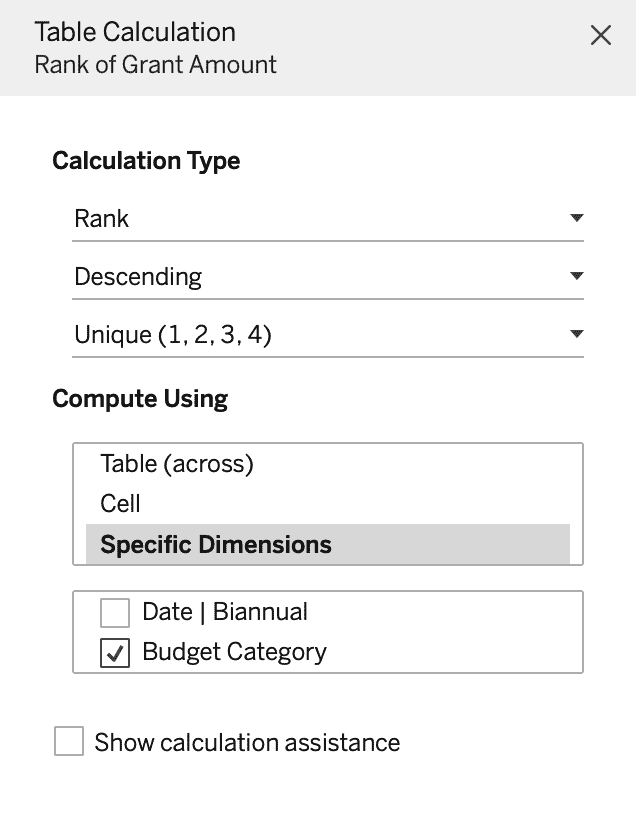 Table Calculation
Rank of Grant Amount
Calculation Type
Rank
Descending
Unique (1, 2, 3, 4)
Compute Using
Table (across)
Cell
Specific Dimensions
Date | Biannual
Budget Category
Show calculation assistance